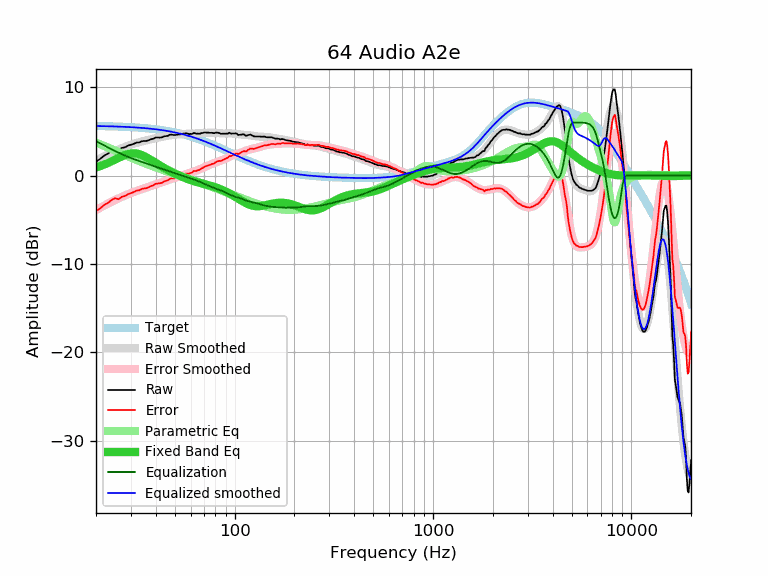 64 Audio A2e
10
0
−10
−20
−30
Amplitude (dBr)
Target
Raw Smoothed
Error Smoothed
Raw
Error
Parametric Eq
Fixed Band Eq
Equalization
Equalized smoothed
100
1000
10000
Frequency (Hz)